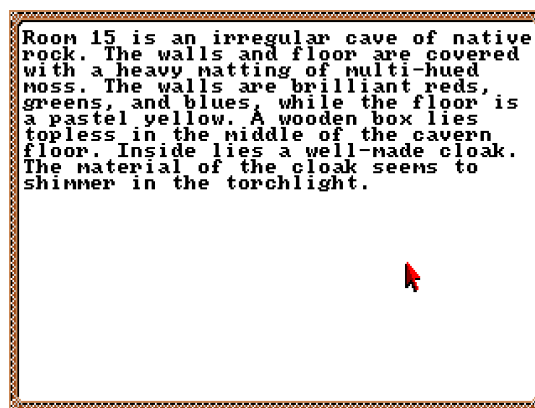 Room 15 is an irregular cave of native
rock. The walls and floor are covered
with a heavy matting of multi-hued
moss. The walls are brilliant reds,
greens, and blues, while the floor is
a pastel yellow. A wooden box lies
topless in the middle of the cavern
floor. Inside lies a well-made cloak.
The material of the cloak seems to
shimmer in the torchlight.